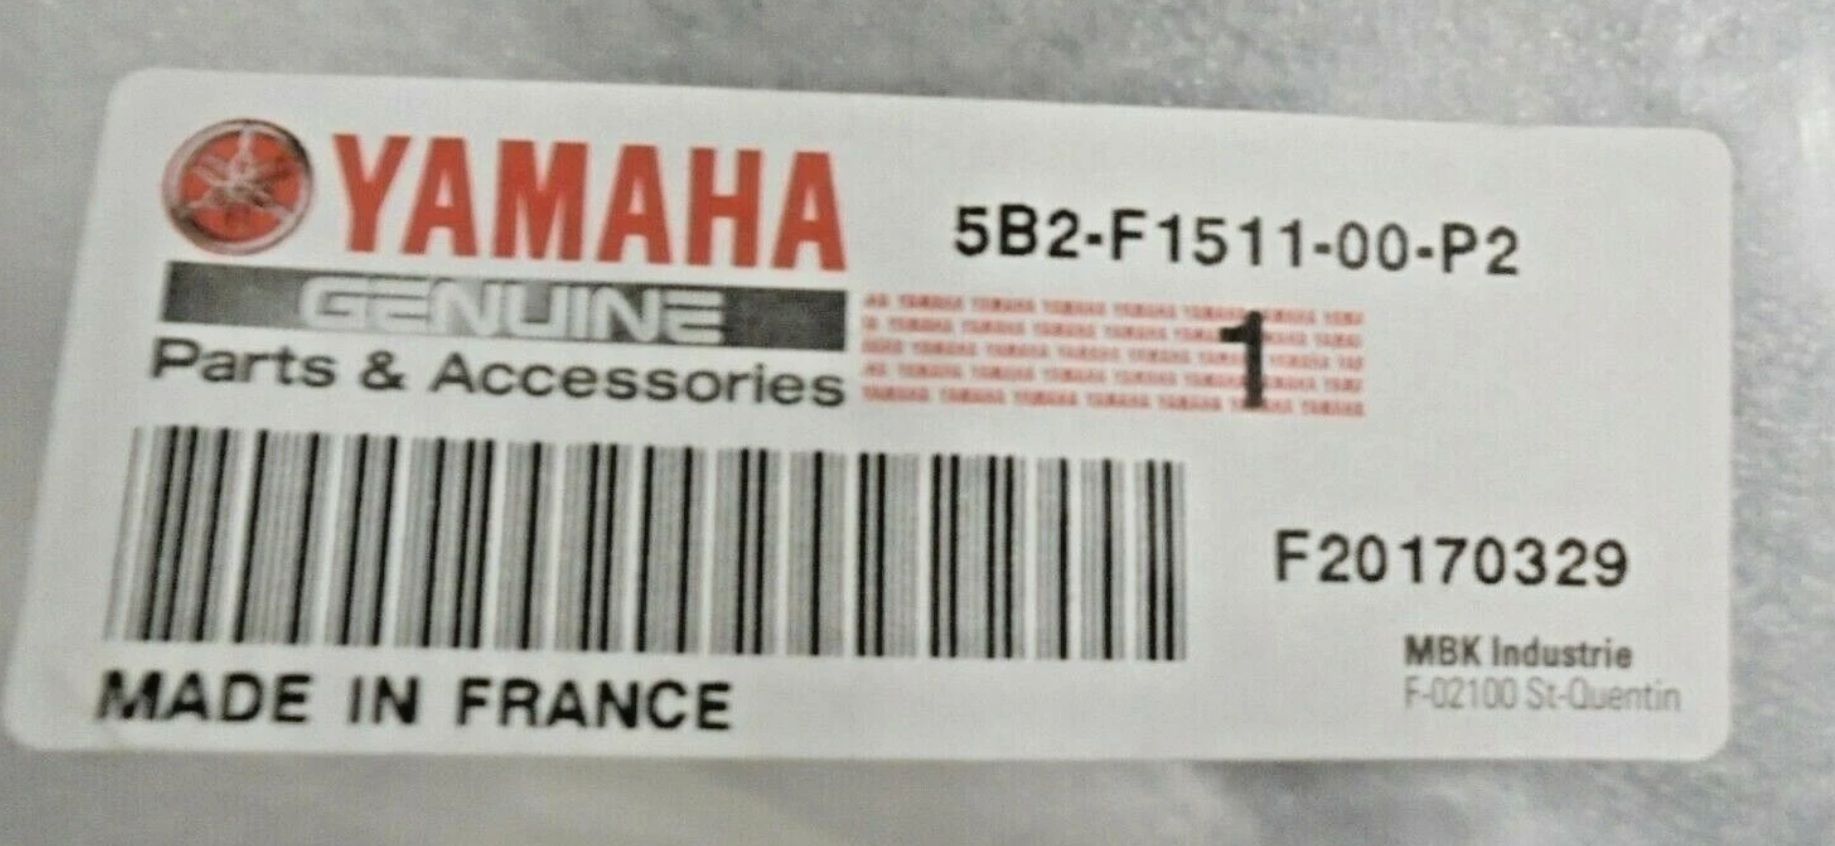 YAMAHA
5B2-F1511-00-P2
GENUINE
1
Parts & Accessories
F20170329
MBK Industrie
F-02100 St-Quentin
MADE IN FRANCE